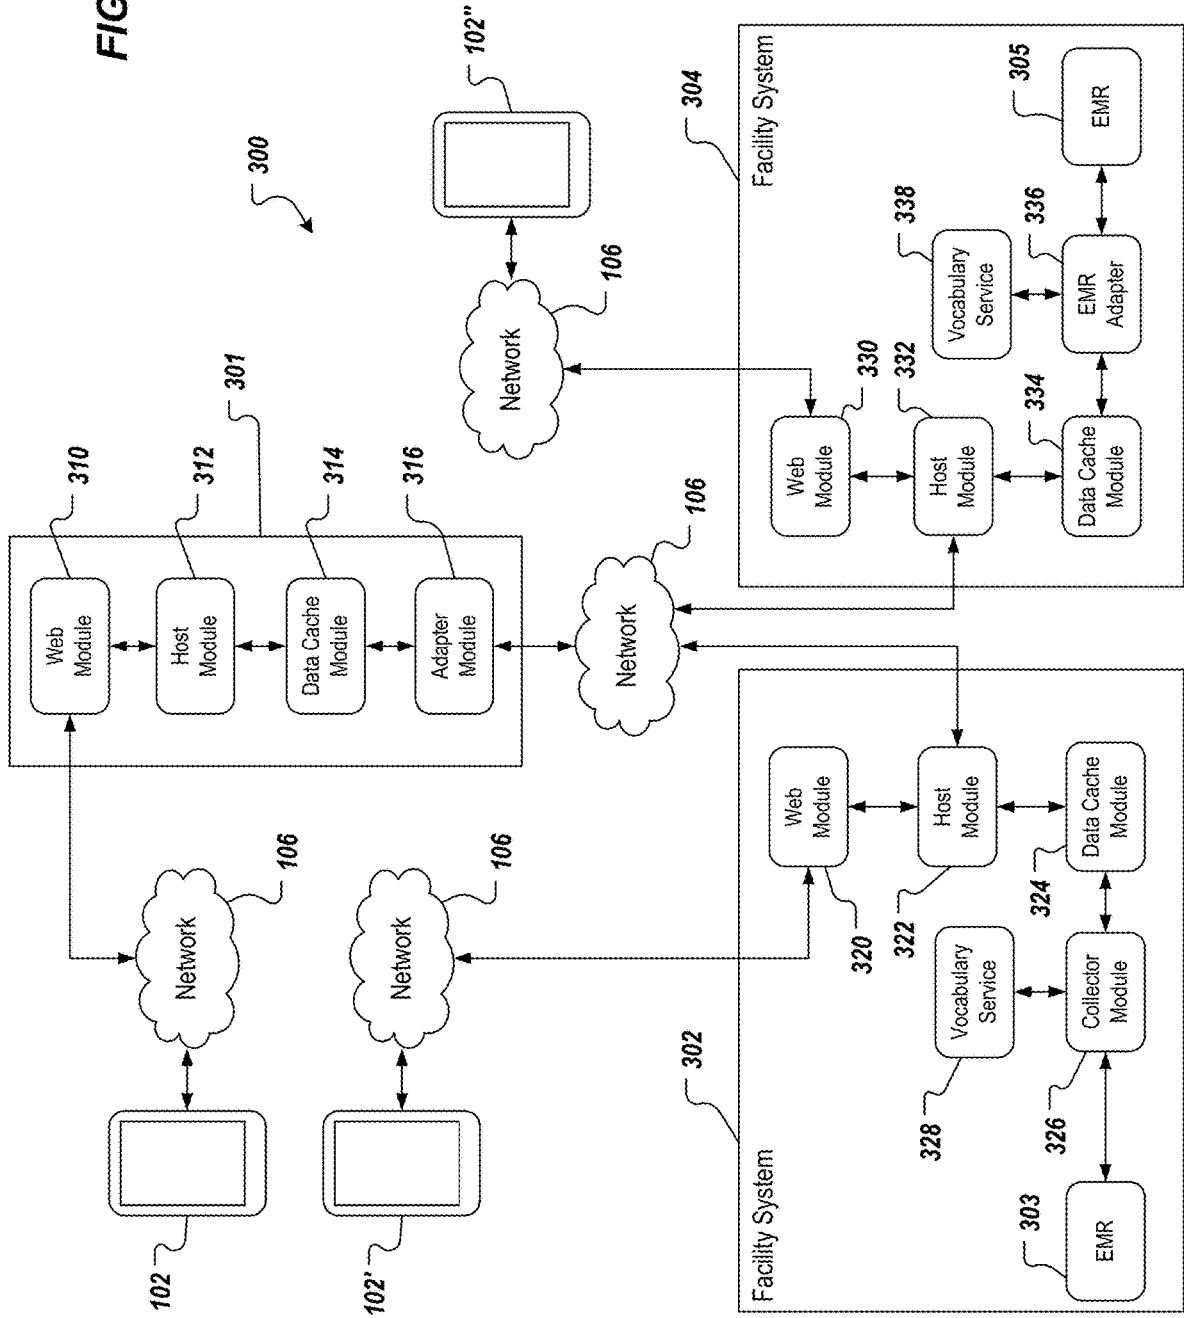 FIG
300
102
Network
106
102'
Network
106
301
Web
Module
310
Host
Module
312
Data Cache
Module
314
Adapter
Module
316
Network
106
102"
Network
106
302
Facility System
Web
Module
320
Host
Module
322
Data Cache
Module
324
Vocabulary
Service
328
Collector
Module
326
EMR
303
304
Facility System
Web
Module
330
Host
Module
332
Data Cache
Module
334
Vocabulary
Service
338
EMR
Adapter
336
EMR
305